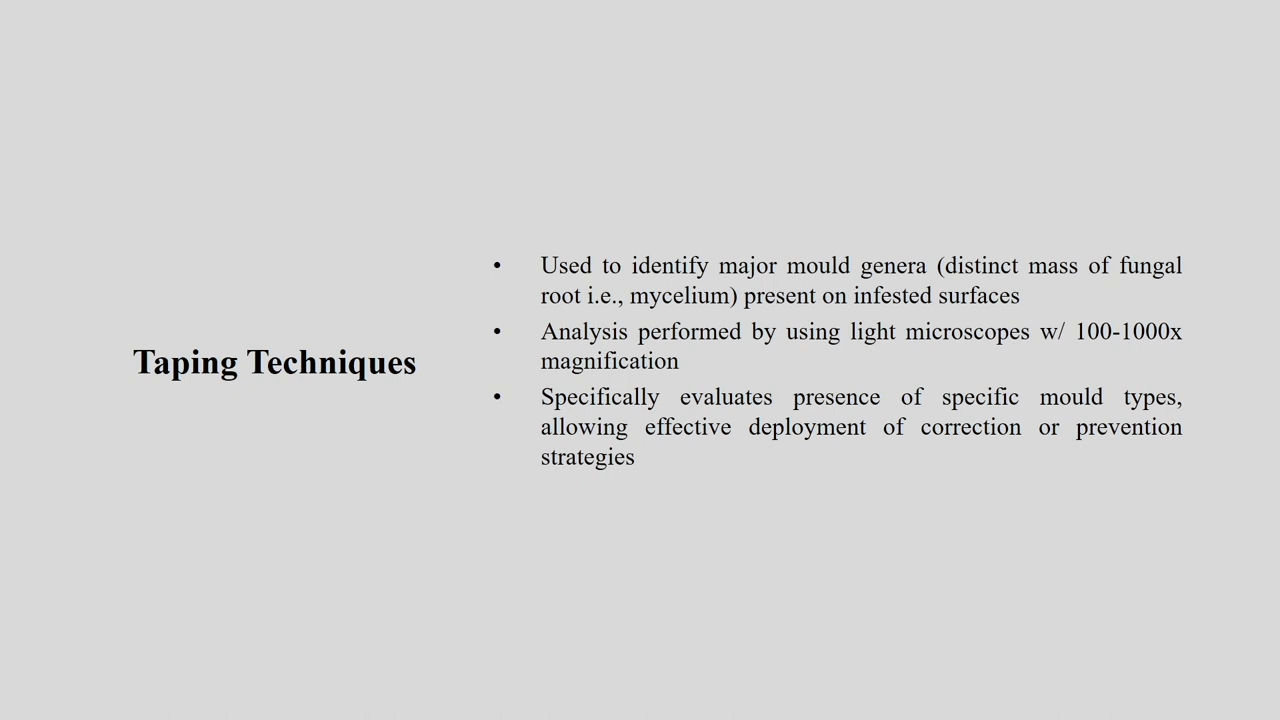 Taping Techniques
• Used to identify major mould genera (distinct mass of fungal
root i.e., mycelium) present on infested surfaces
• Analysis performed by using light microscopes w/ 100-1000x
magnification
• Specifically evaluates presence of specific mould types,
allowing effective deployment of correction or prevention
strategies